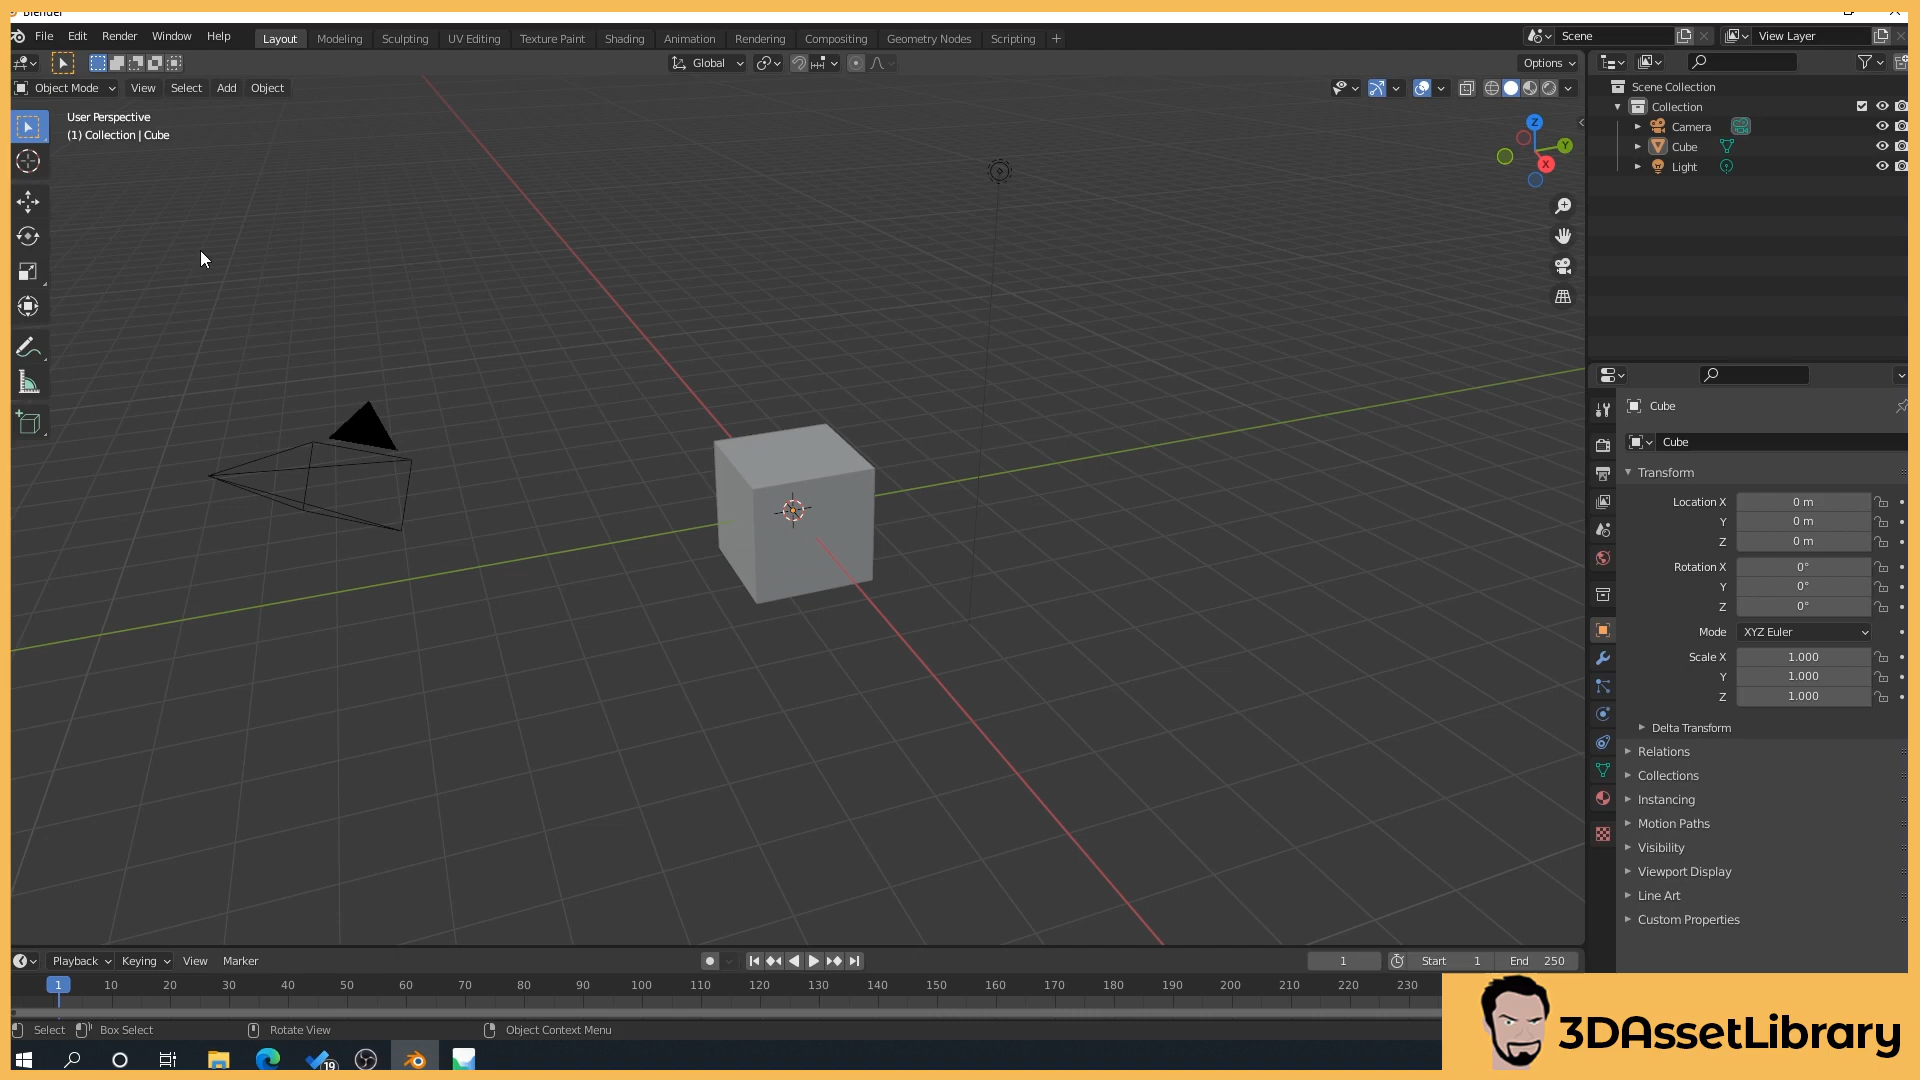 Blender
File Edit Render Window Help Layout Modeling Sculpting UV Editing Texture Paint Shading Animation Rendering Compositing Geometry Nodes Scripting + Scene View Layer
Global Options
Object Mode View Select Add Object
User Perspective
(1) Collection | Cube
Z
Y
X
Scene Collection
Collection
Camera
Cube
Light
Cube
Cube
Transform
Location X 0 m
Y 0 m
Z 0 m
Rotation X 0°
Y 0°
Z 0°
Mode XYZ Euler
Scale X 1.000
Y 1.000
Z 1.000
Delta Transform
Relations
Collections
Instancing
Motion Paths
Visibility
Viewport Display
Line Art
Custom Properties
Playback Keying View Marker 1 Start 1 End 250
1 10 20 30 40 50 60 70 80 90 100 110 120 130 140 150 160 170 180 190 200 210 220 230
Select Box Select Rotate View Object Context Menu
19
3DAssetLibrary